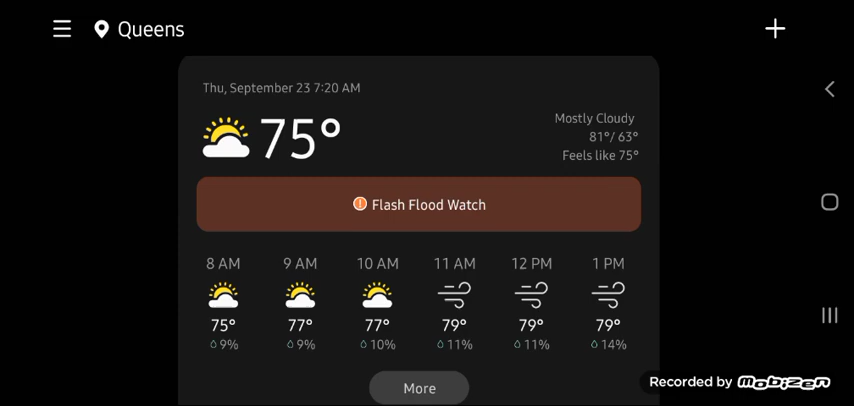 Queens
Thu, September 23 7:20 AM
75°
Mostly Cloudy
81°/ 63°
Feels like 75°
Flash Flood Watch
8 AM 9 AM 10 AM 11 AM 12 PM 1 PM
75° 77° 77° 79° 79° 79°
9% 9% 10% 11% 11% 14%
More
Recorded by Mobizen